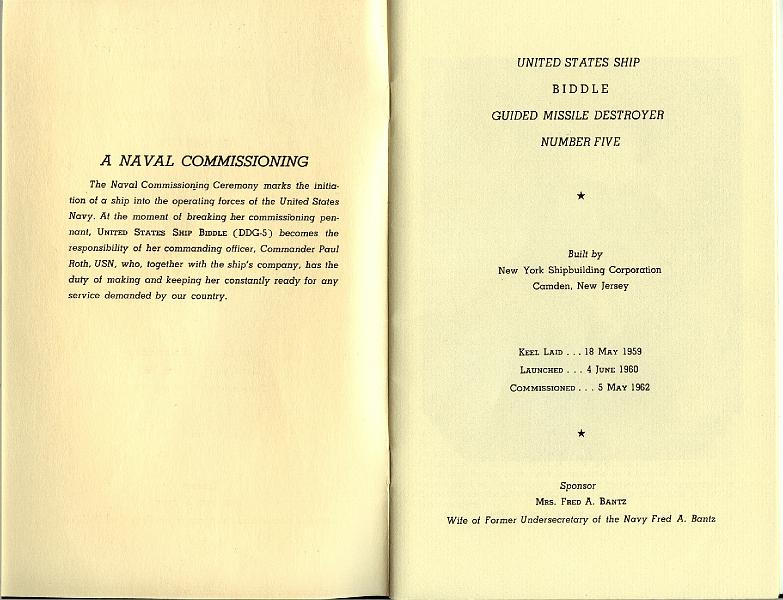 A NAVAL COMMISSIONING
The Naval Commissioning Ceremony marks the initia-
tion of a ship into the operating forces of the United States
Navy. At the moment of breaking her commissioning pen-
nant, UNITED STATES SHIP BIDDLE (DDG-5) becomes the
responsibility of her commanding officer, Commander Paul
Roth, USN, who, together with the ship's company, has the
duty of making and keeping her constantly ready for any
service demanded by our country.
UNITED STATES SHIP
BIDDLE
GUIDED MISSILE DESTROYER
NUMBER FIVE
★
Built by
New York Shipbuilding Corporation
Camden, New Jersey
KEEL LAID . . . 18 MAY 1959
LAUNCHED . . . 4 JUNE 1960
COMMISSIONED . . . 5 MAY 1962
★
Sponsor
MRS. FRED A. BANTZ
Wife of Former Undersecretary of the Navy Fred A. Bantz